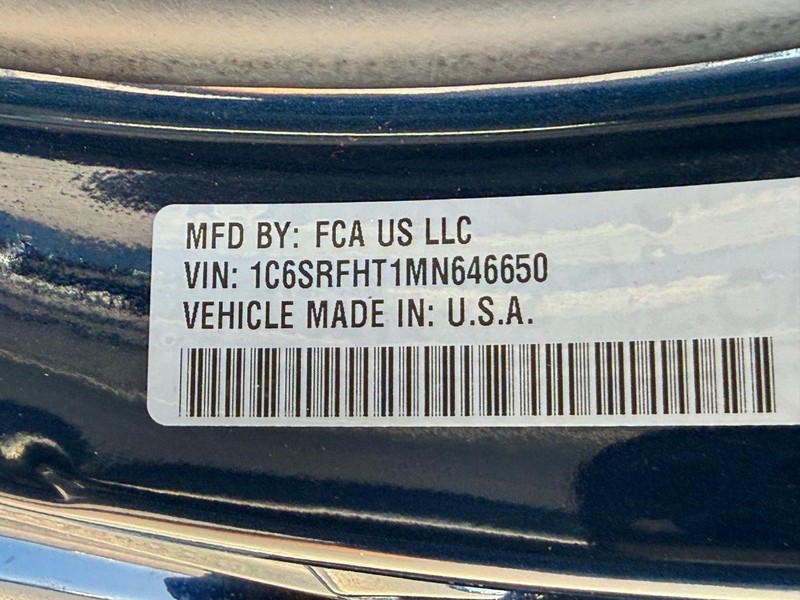 MFD BY: FCA US LLC
VIN: 1C6SRFHT1MN646650
VEHICLE MADE IN: U.S.A.